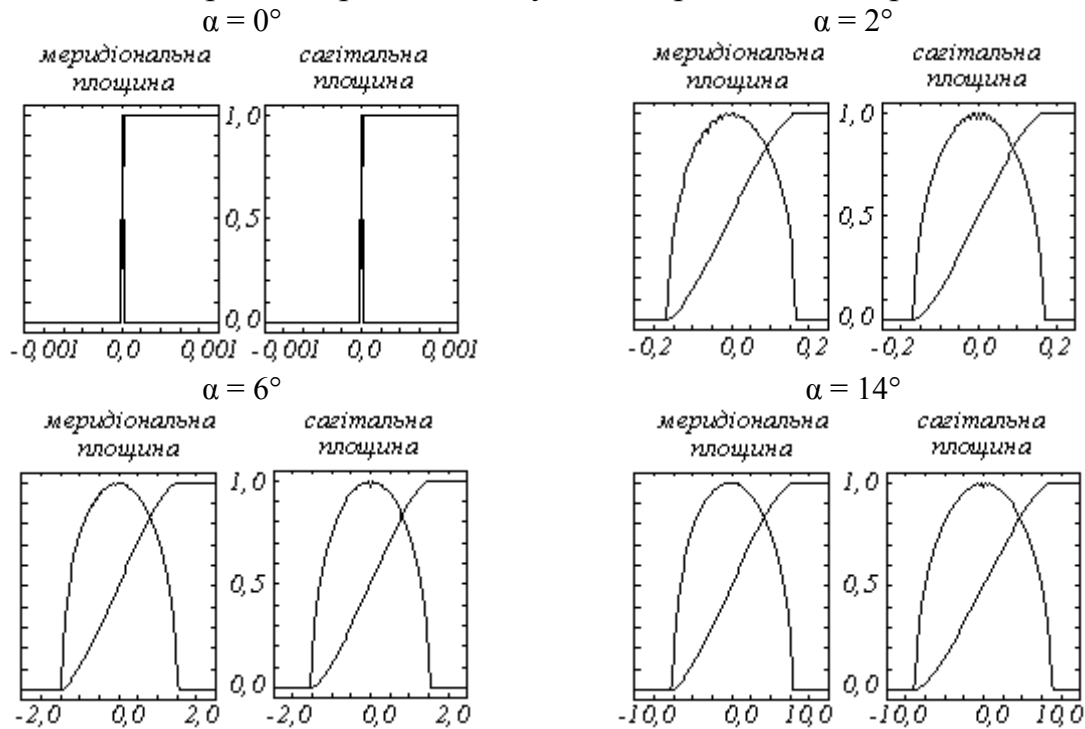 α = 0°
меридіональна площина
сагітальна площина
1,0
0,5
0,0
-0,001 0,0 0,001 -0,001 0,0 0,001
α = 2°
меридіональна площина
сагітальна площина
1,0
0,5
0,0
-0,2 0,0 0,2 -0,2 0,0 0,2
α = 6°
меридіональна площина
сагітальна площина
1,0
0,5
0,0
-2,0 0,0 2,0 -2,0 0,0 2,0
α = 14°
меридіональна площина
сагітальна площина
1,0
0,5
0,0
-10,0 0,0 10,0 -10,0 0,0 10,0